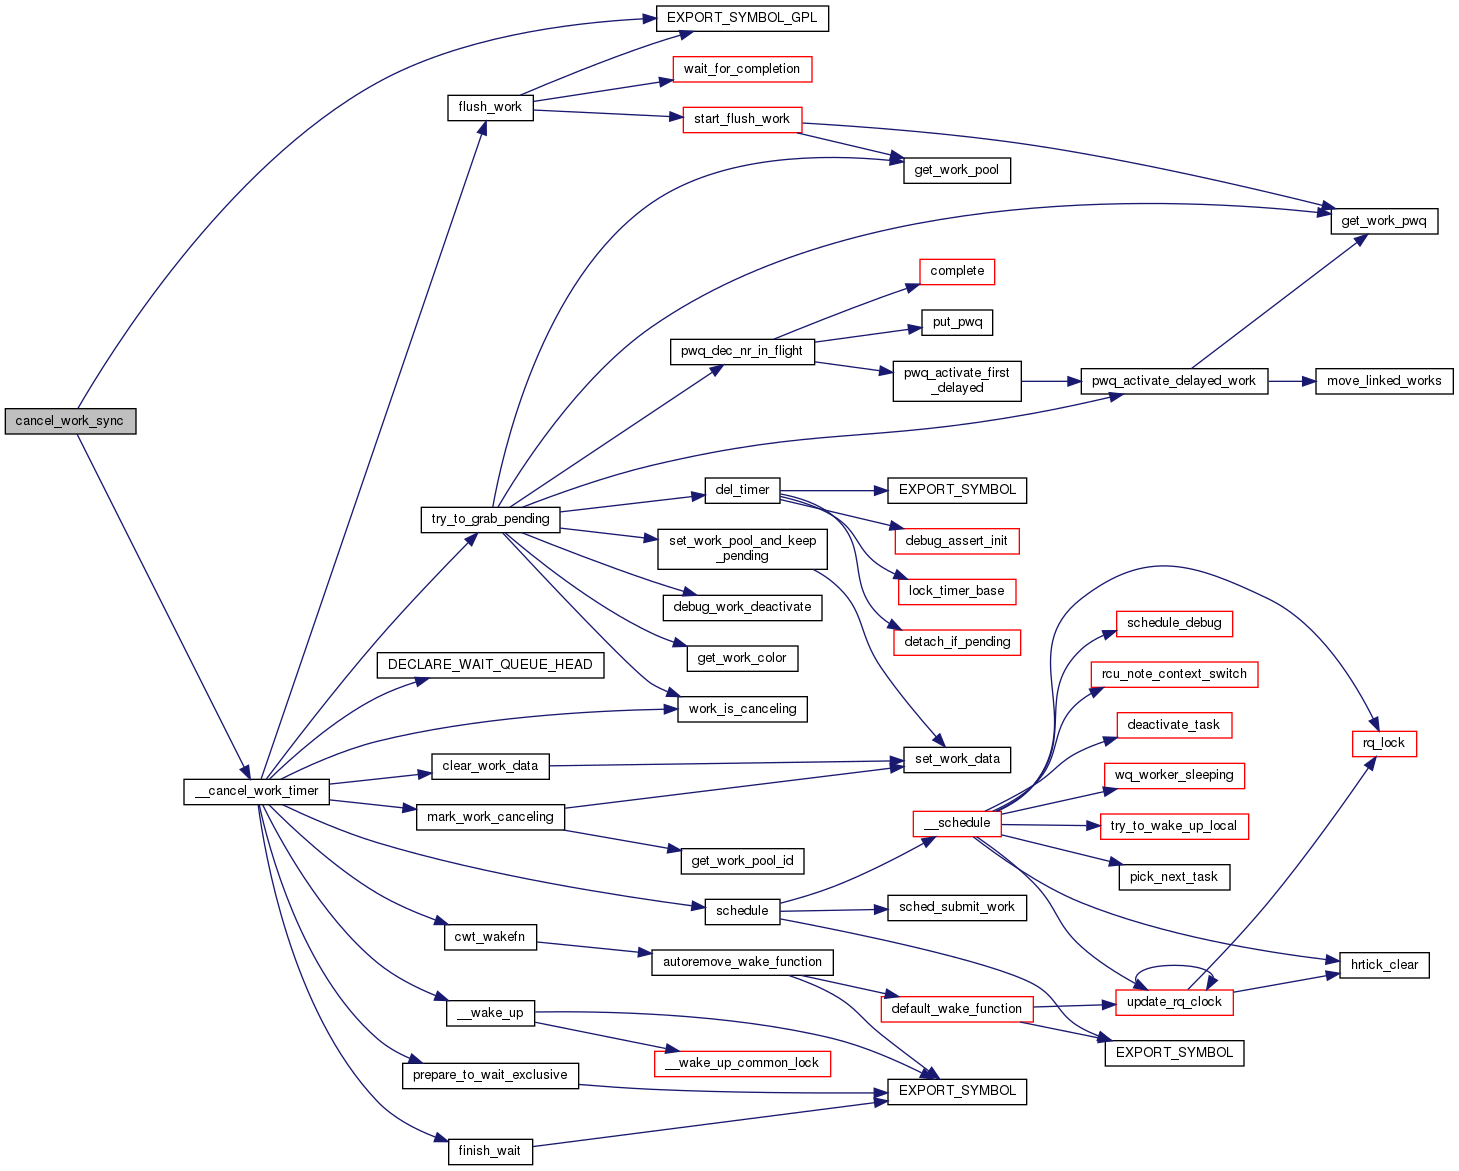 EXPORT_SYMBOL_GPL
wait_for_completion
flush_work
start_flush_work
get_work_pool
get_work_pwq
complete
put_pwq
pwq_dec_nr_in_flight
pwq_activate_first
_delayed
pwq_activate_delayed_work
move_linked_works
cancel_work_sync
del_timer
EXPORT_SYMBOL
try_to_grab_pending
set_work_pool_and_keep
_pending
debug_assert_init
lock_timer_base
debug_work_deactivate
schedule_debug
detach_if_pending
get_work_color
DECLARE_WAIT_QUEUE_HEAD
rcu_note_context_switch
work_is_canceling
deactivate_task
rq_lock
clear_work_data
set_work_data
wq_worker_sleeping
__cancel_work_timer
mark_work_canceling
__schedule
try_to_wake_up_local
get_work_pool_id
pick_next_task
schedule
sched_submit_work
cwt_wakefn
autoremove_wake_function
hrtick_clear
default_wake_function
update_rq_clock
__wake_up
EXPORT_SYMBOL
__wake_up_common_lock
prepare_to_wait_exclusive
EXPORT_SYMBOL
finish_wait